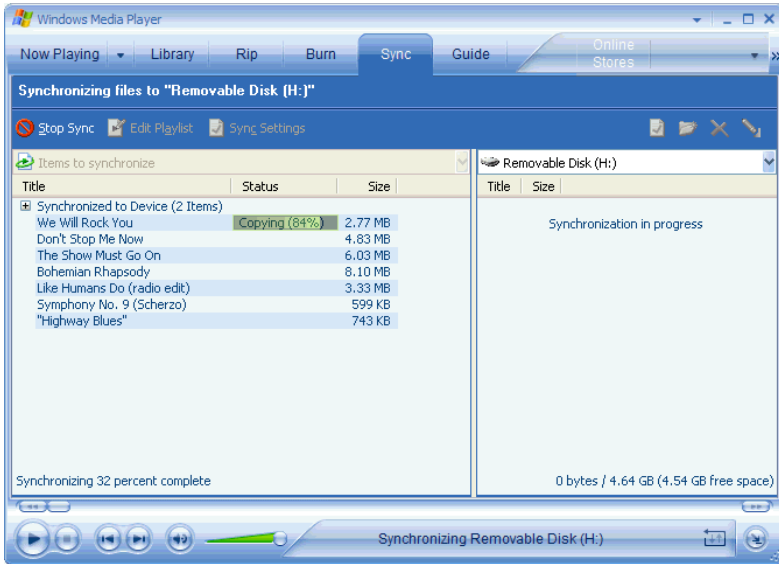 Windows Media Player
Now Playing Library Rip Burn Sync Guide Online Stores
Synchronizing files to "Removable Disk (H:)"
Stop Sync Edit Playlist Sync Settings
Items to synchronize Removable Disk (H:)
Title Status Size Title Size
Synchronized to Device (2 Items)
We Will Rock You Copying (84%) 2.77 MB Synchronization in progress
Don't Stop Me Now 4.83 MB
The Show Must Go On 6.03 MB
Bohemian Rhapsody 8.10 MB
Like Humans Do (radio edit) 3.33 MB
Symphony No. 9 (Scherzo) 599 KB
"Highway Blues" 743 KB
Synchronizing 32 percent complete 0 bytes / 4.64 GB (4.54 GB free space)
Synchronizing Removable Disk (H:)